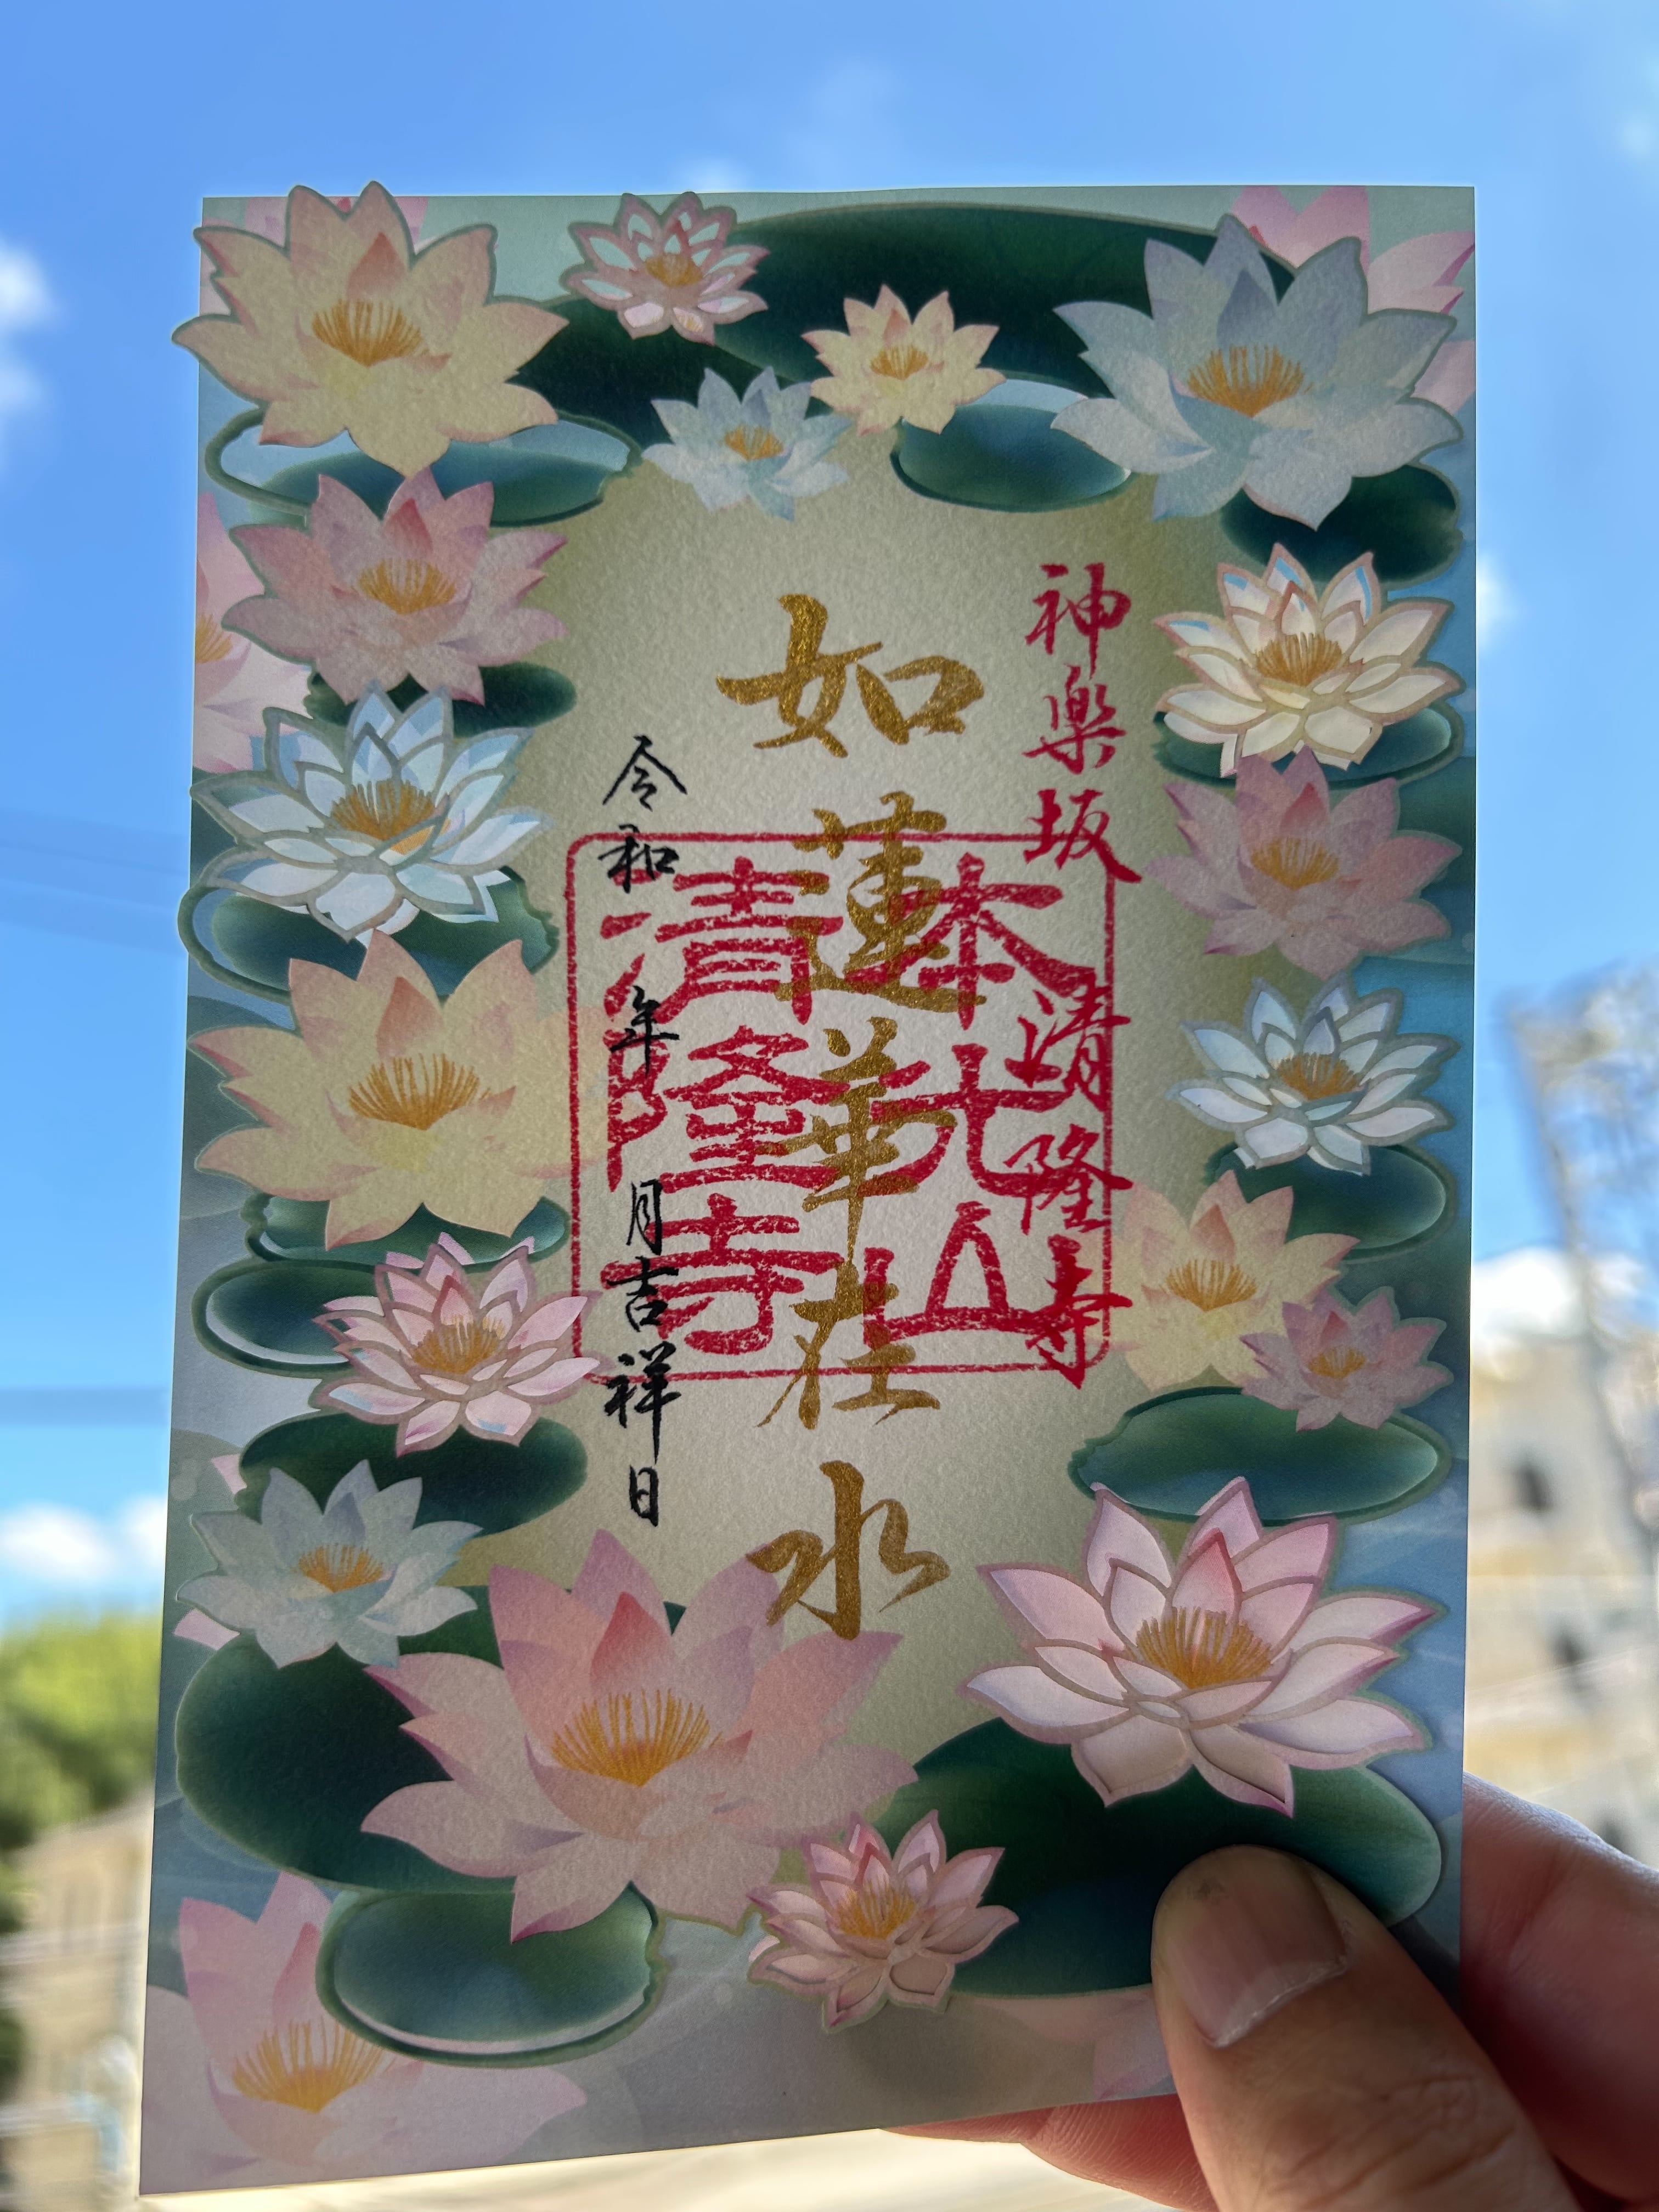 神楽坂 清隆寺
如蓮華在水
令和 年 月吉祥日
本光山
清隆寺